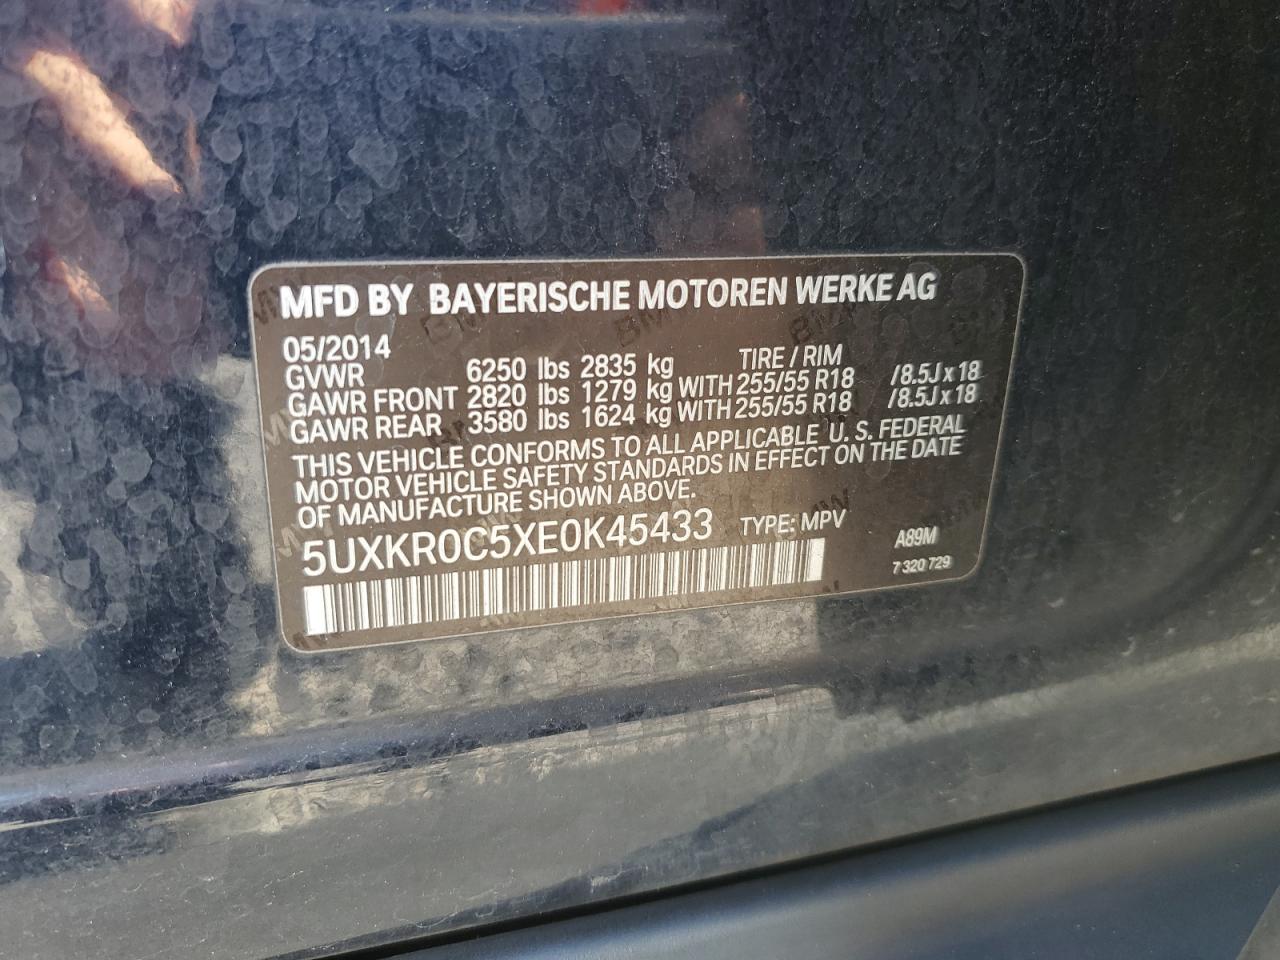 MFD BY BAYERISCHE MOTOREN WERKE AG
05/2014
TIRE / RIM
GVWR 6250 lbs 2835 kg
GAWR FRONT 2820 lbs 1279 kg WITH 255/55 R18 /8.5J x 18
GAWR REAR 3580 lbs 1624 kg WITH 255/55 R18 /8.5J x 18
THIS VEHICLE CONFORMS TO ALL APPLICABLE U. S. FEDERAL
MOTOR VEHICLE SAFETY STANDARDS IN EFFECT ON THE DATE
OF MANUFACTURE SHOWN ABOVE.
5UXKR0C5XE0K45433 TYPE: MPV
A89M
7 320 729